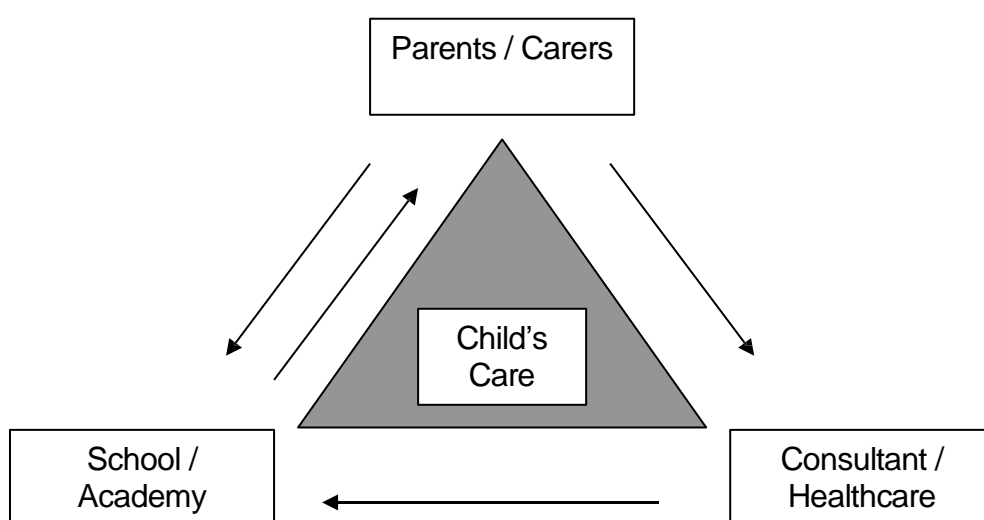 Parents / Carers
Child’s
Care
School /
Academy
Consultant /
Healthcare